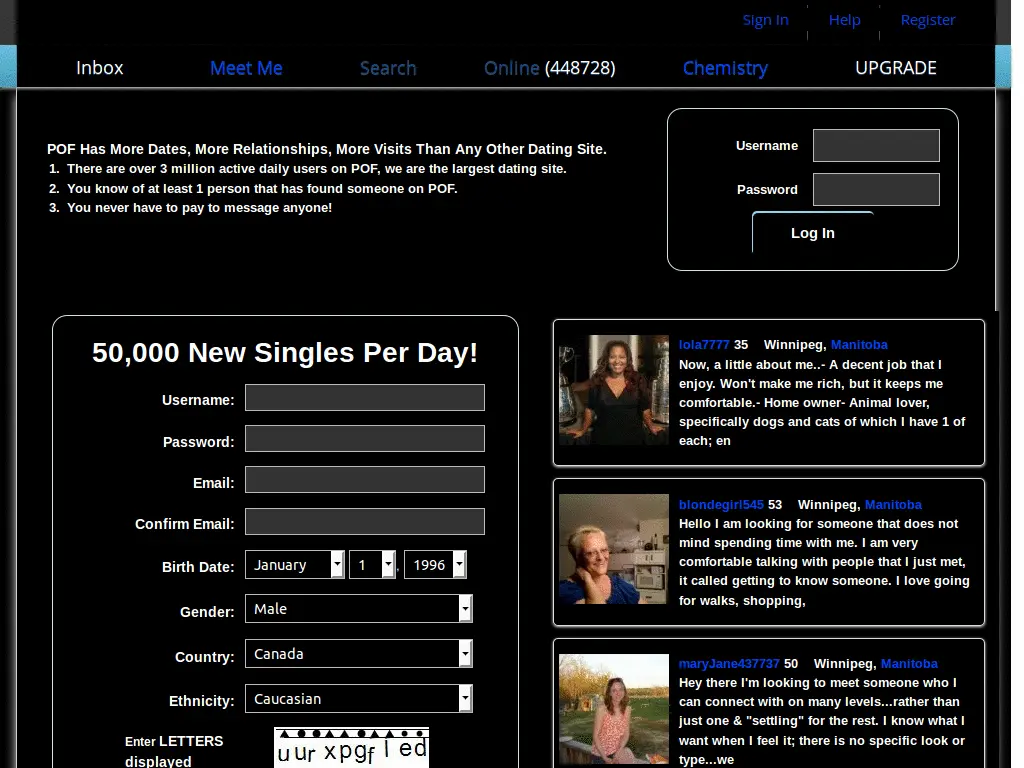 Sign In Help Register
Inbox Meet Me Search Online (448728) Chemistry UPGRADE
POF Has More Dates, More Relationships, More Visits Than Any Other Dating Site.
1. There are over 3 million active daily users on POF, we are the largest dating site.
2. You know of at least 1 person that has found someone on POF.
3. You never have to pay to message anyone!
Username
Password
Log In
50,000 New Singles Per Day!
Username:
Password:
Email:
Confirm Email:
Birth Date: January 1 , 1996
Gender: Male
Country: Canada
Ethnicity: Caucasian
Enter LETTERS
displayed
uur xpgf led
lola7777 35 Winnipeg, Manitoba
Now, a little about me..- A decent job that I
enjoy. Won't make me rich, but it keeps me
comfortable.- Home owner- Animal lover,
specifically dogs and cats of which I have 1 of
each; en
blondegirl545 53 Winnipeg, Manitoba
Hello I am looking for someone that does not
mind spending time with me. I am very
comfortable talking with people that I just met,
it called getting to know someone. I love going
for walks, shopping,
maryJane437737 50 Winnipeg, Manitoba
Hey there I'm looking to meet someone who I
can connect with on many levels...rather than
just one & "settling" for the rest. I know what I
want when I feel it; there is no specific look or
type...we